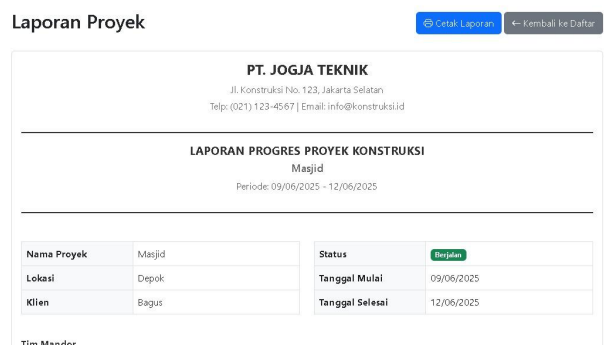 Laporan Proyek
Cetak Laporan
Kembali ke Daftar
PT. JOGJA TEKNIK
Jl. Konstruksi No. 123, Jakarta Selatan
Telp: (021) 123-4567 | Email: info@konstruksi.id
LAPORAN PROGRES PROYEK KONSTRUKSI
Masjid
Periode: 09/06/2025 - 12/06/2025
Nama Proyek Masjid
Lokasi Depok
Klien Bagus
Status Berjalan
Tanggal Mulai 09/06/2025
Tanggal Selesai 12/06/2025
Tim Mandor